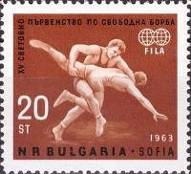 XV СВЕТОВНО
ПЪРВЕНСТВО ПО СВОБОДНА БОРБА
FILA
20
ST
1963
NR BULGARIA · SOFIA